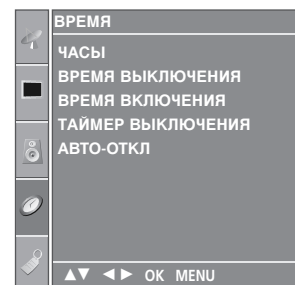 ВРЕМЯ
ЧАСЫ
ВРЕМЯ ВЫКЛЮЧЕНИЯ
ВРЕМЯ ВКЛЮЧЕНИЯ
ТАЙМЕР ВЫКЛЮЧЕНИЯ
АВТО-ОТКЛ
▲▼ ◄► OK MENU